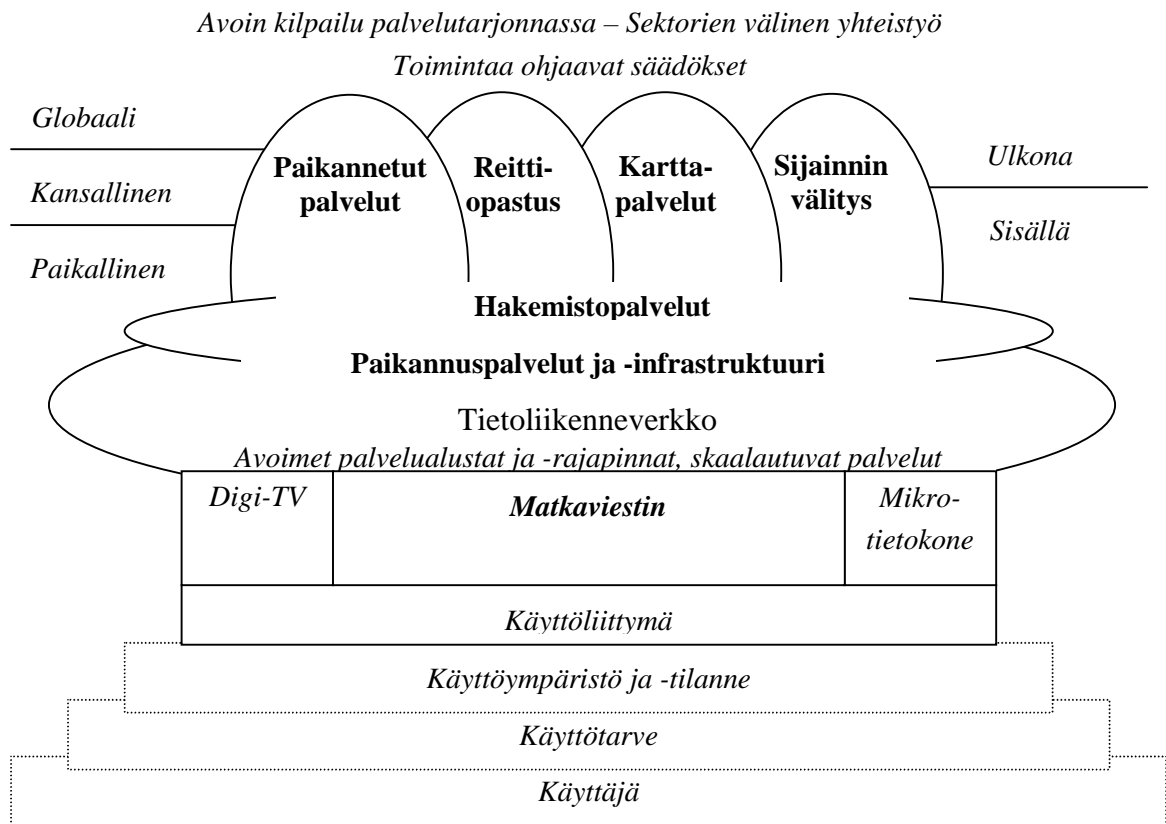 Avoin kilpailu palvelutarjonnassa – Sektorien välinen yhteistyö
Toimintaa ohjaavat säädökset
Globaali
Kansallinen
Paikallinen
Paikannetut
palvelut
Reitti-
opastus
Kartta-
palvelut
Sijainnin
välitys
Ulkona
Sisällä
Hakemistopalvelut
Paikannuspalvelut ja -infrastruktuuri
Tietoliikenneverkko
Avoimet palvelualustat ja -rajapinnat, skaalautuvat palvelut
Digi-TV
Matkaviestin
Mikro-
tietokone
Käyttöliittymä
Käyttöympäristö ja -tilanne
Käyttötarve
Käyttäjä